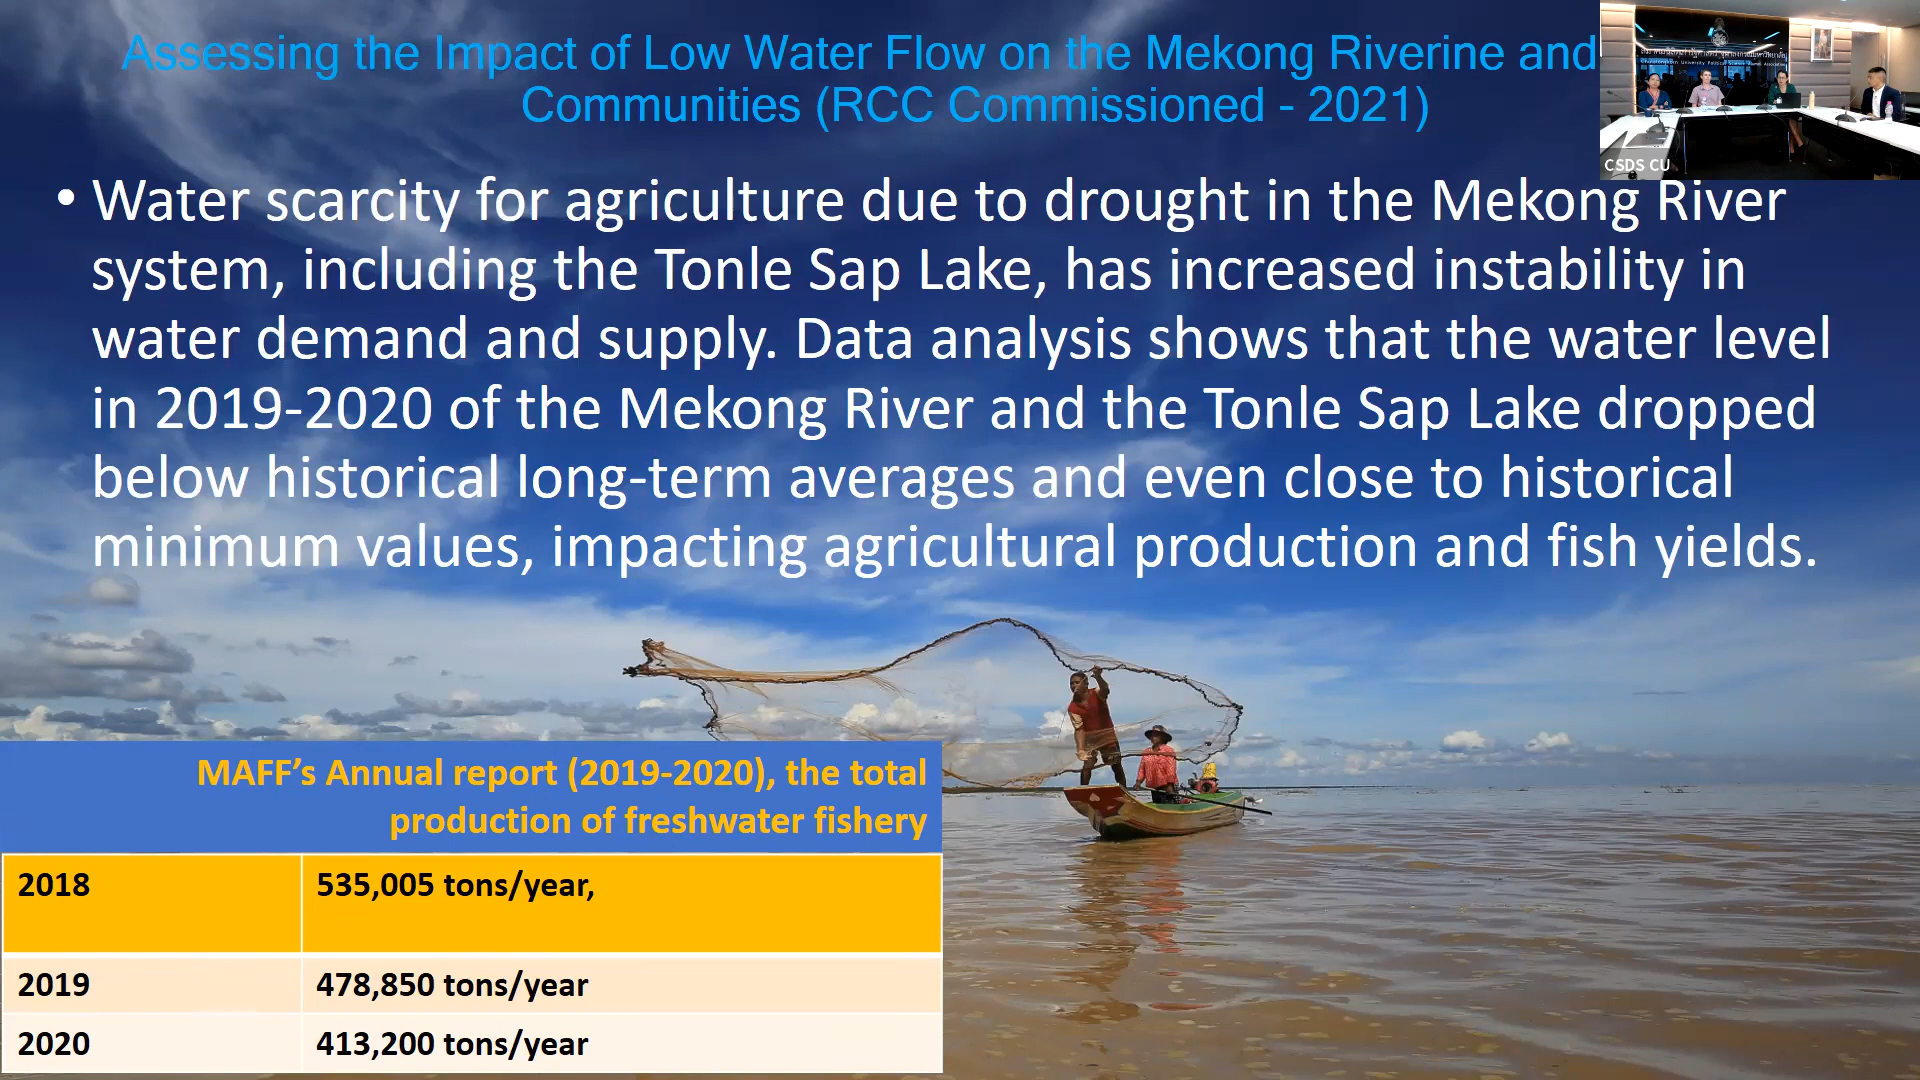 Assessing the Impact of Low Water Flow on the Mekong Riverine and
Communities (RCC Commissioned - 2021)
CSDS CU
• Water scarcity for agriculture due to drought in the Mekong River
system, including the Tonle Sap Lake, has increased instability in
water demand and supply. Data analysis shows that the water level
in 2019-2020 of the Mekong River and the Tonle Sap Lake dropped
below historical long-term averages and even close to historical
minimum values, impacting agricultural production and fish yields.
MAFF’s Annual report (2019-2020), the total
production of freshwater fishery
2018 535,005 tons/year,
2019 478,850 tons/year
2020 413,200 tons/year